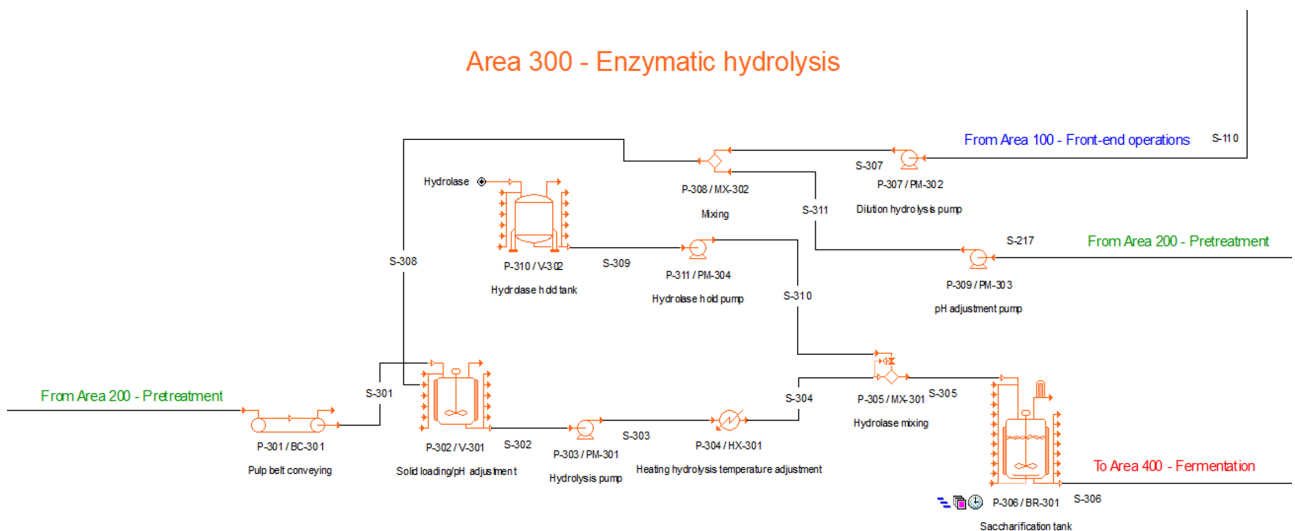 Area 300 - Enzymatic hydrolysis
From Area 100 - Front-end operations
S-110
S-307
P-307 / PM-302
Dilution hydrolysis pump
P-308 / MX-302
Mixing
S-311
Hydrolase
S-217
From Area 200 - Pretreatment
P-309 / PM-303
pH adjustment pump
S-308
P-310 / V-302
Hydrolase hold tank
S-309
P-311 / PM-304
Hydrolase hold pump
S-310
From Area 200 - Pretreatment
S-301
P-301 / BC-301
Pulp belt conveying
P-302 / V-301
Solid loading/pH adjustment
S-302
S-303
P-303 / PM-301
Hydrolysis pump
P-304 / HX-301
Heating hydrolysis temperature adjustment
S-304
P-305 / MX-301
Hydrolase mixing
S-305
To Area 400 - Fermentation
S-306
P-306 / BR-301
Saccharification tank